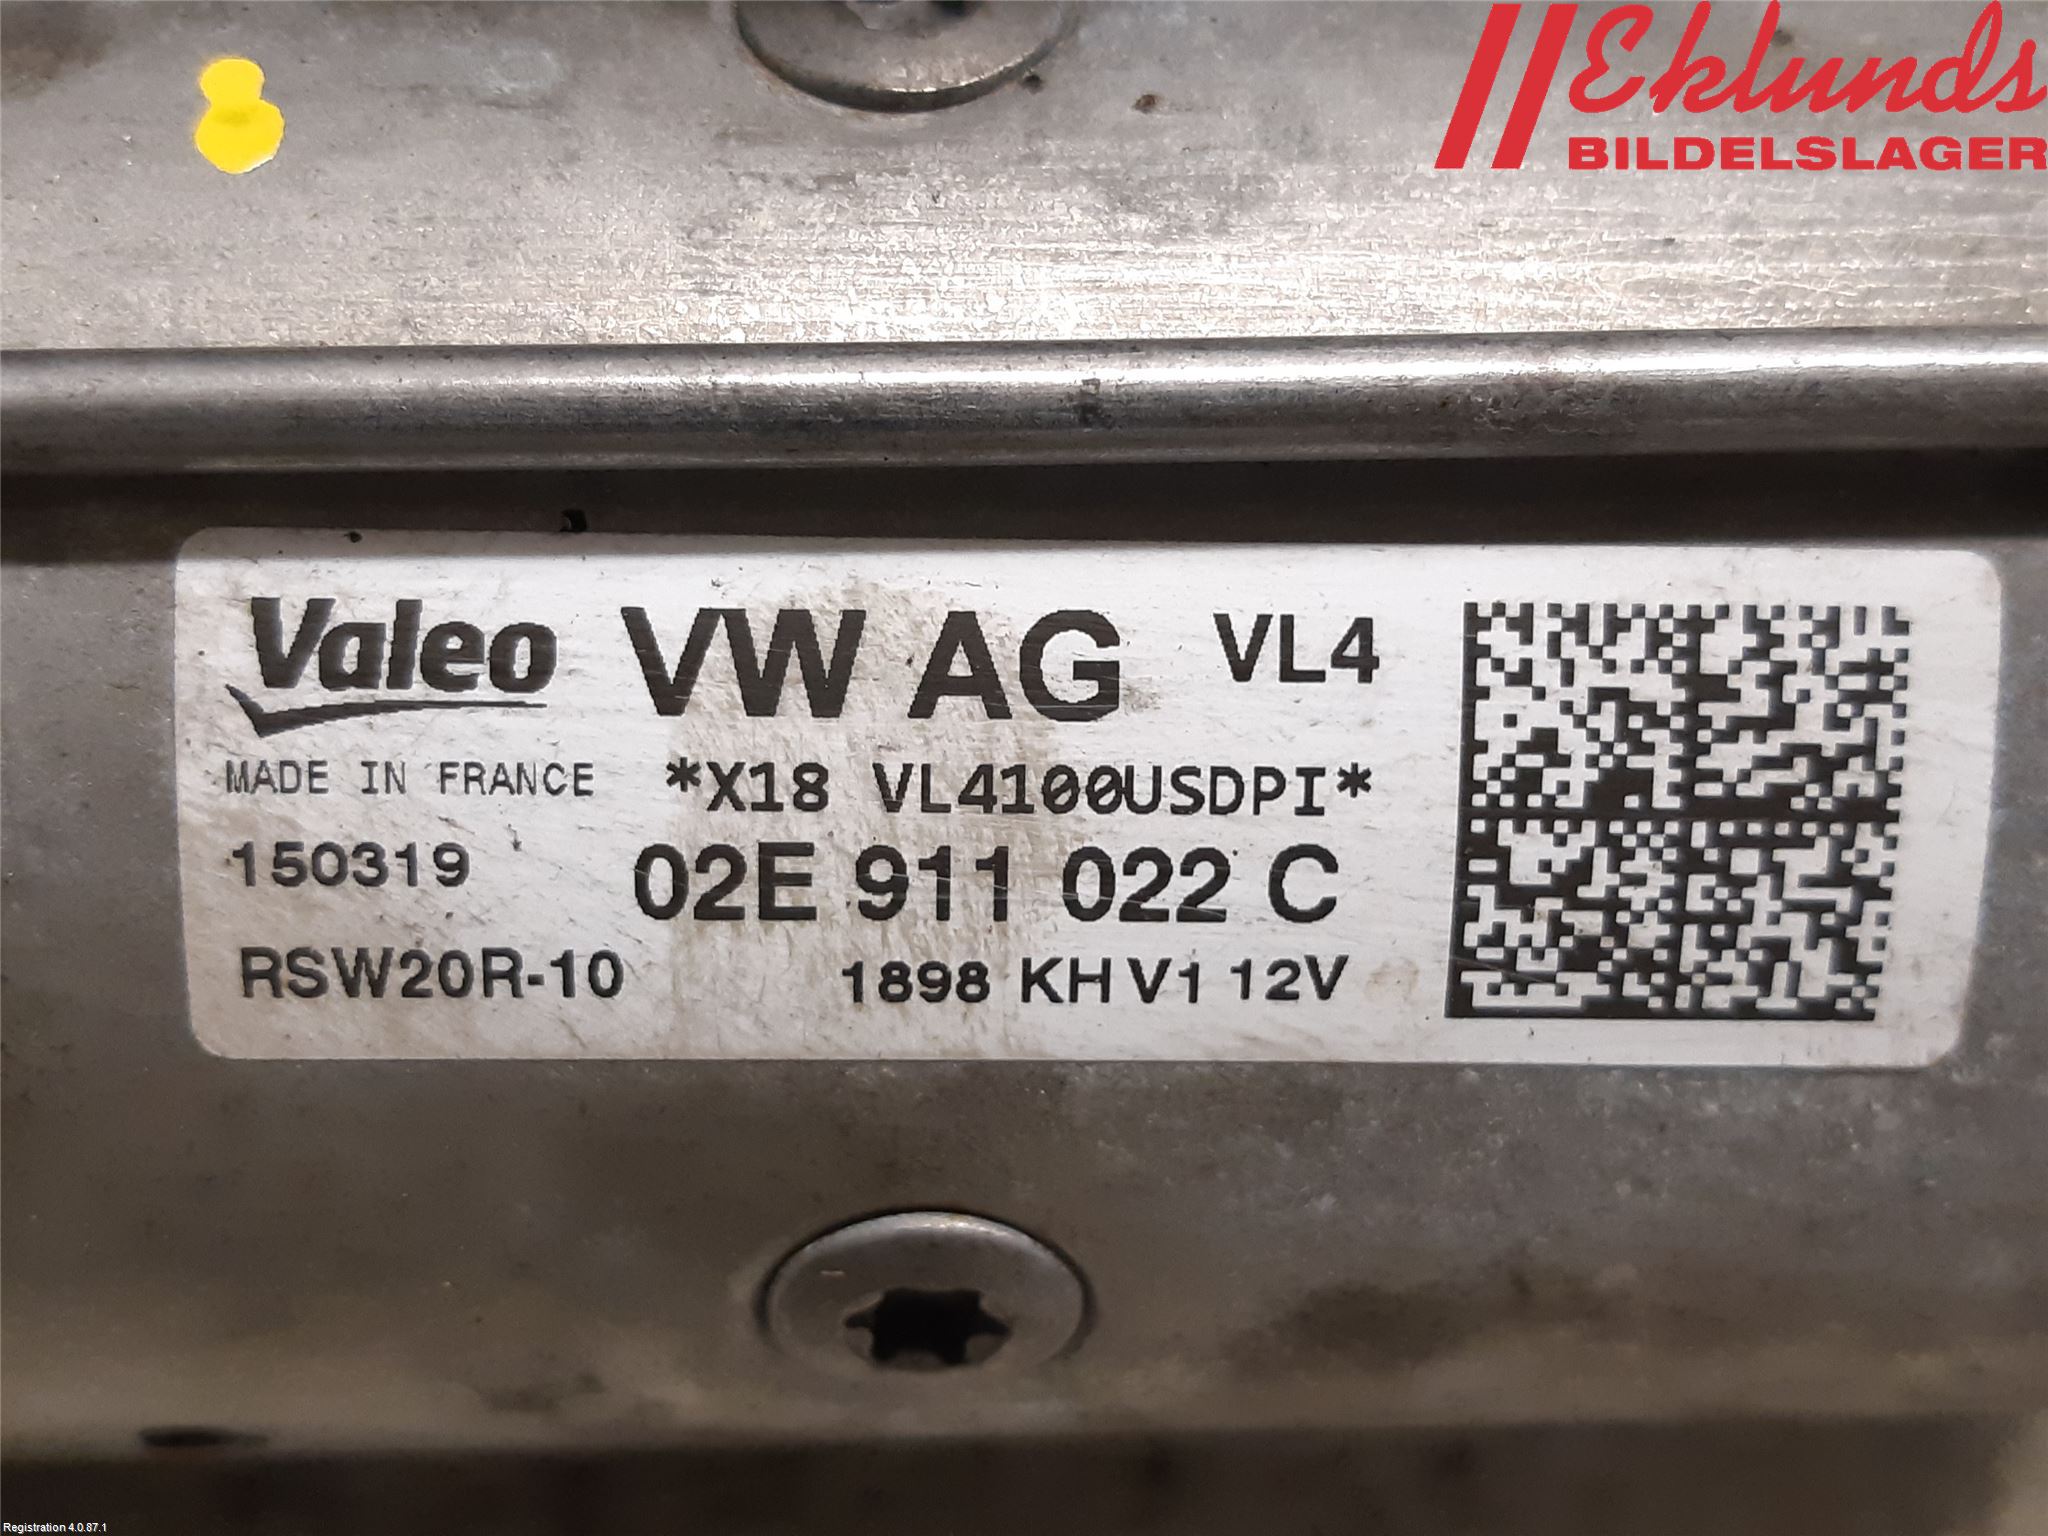 Eklunds
BILDELSLAGER
Valeo VW AG VL4
MADE IN FRANCE *X18 VL4100USDPI*
150319 02E 911 022 C
RSW20R-10 1898 KH V1 12V
Registration 4.0.87.1